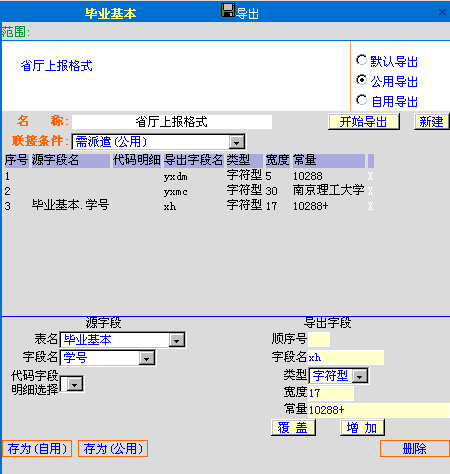 毕业基本 导出 ×
范围:
省厅上报格式
默认导出
公用导出
自用导出
名 称: 省厅上报格式 开始导出 新建
联接条件: 需派遣(公用)
序号 源字段名 代码明细 导出字段名 类型 宽度 常量
1 yxdm 字符型 5 10288 X
2 yxmc 字符型 30 南京理工大学 X
3 毕业基本.学号 xh 字符型 17 10288+ X
源字段 导出字段
表名 毕业基本 顺序号
字段名 学号 字段名 xh
代码字段 类型 字符型
明细选择 宽度 17
常量 10288+
覆 盖 增 加
存为(自用) 存为(公用) 删除